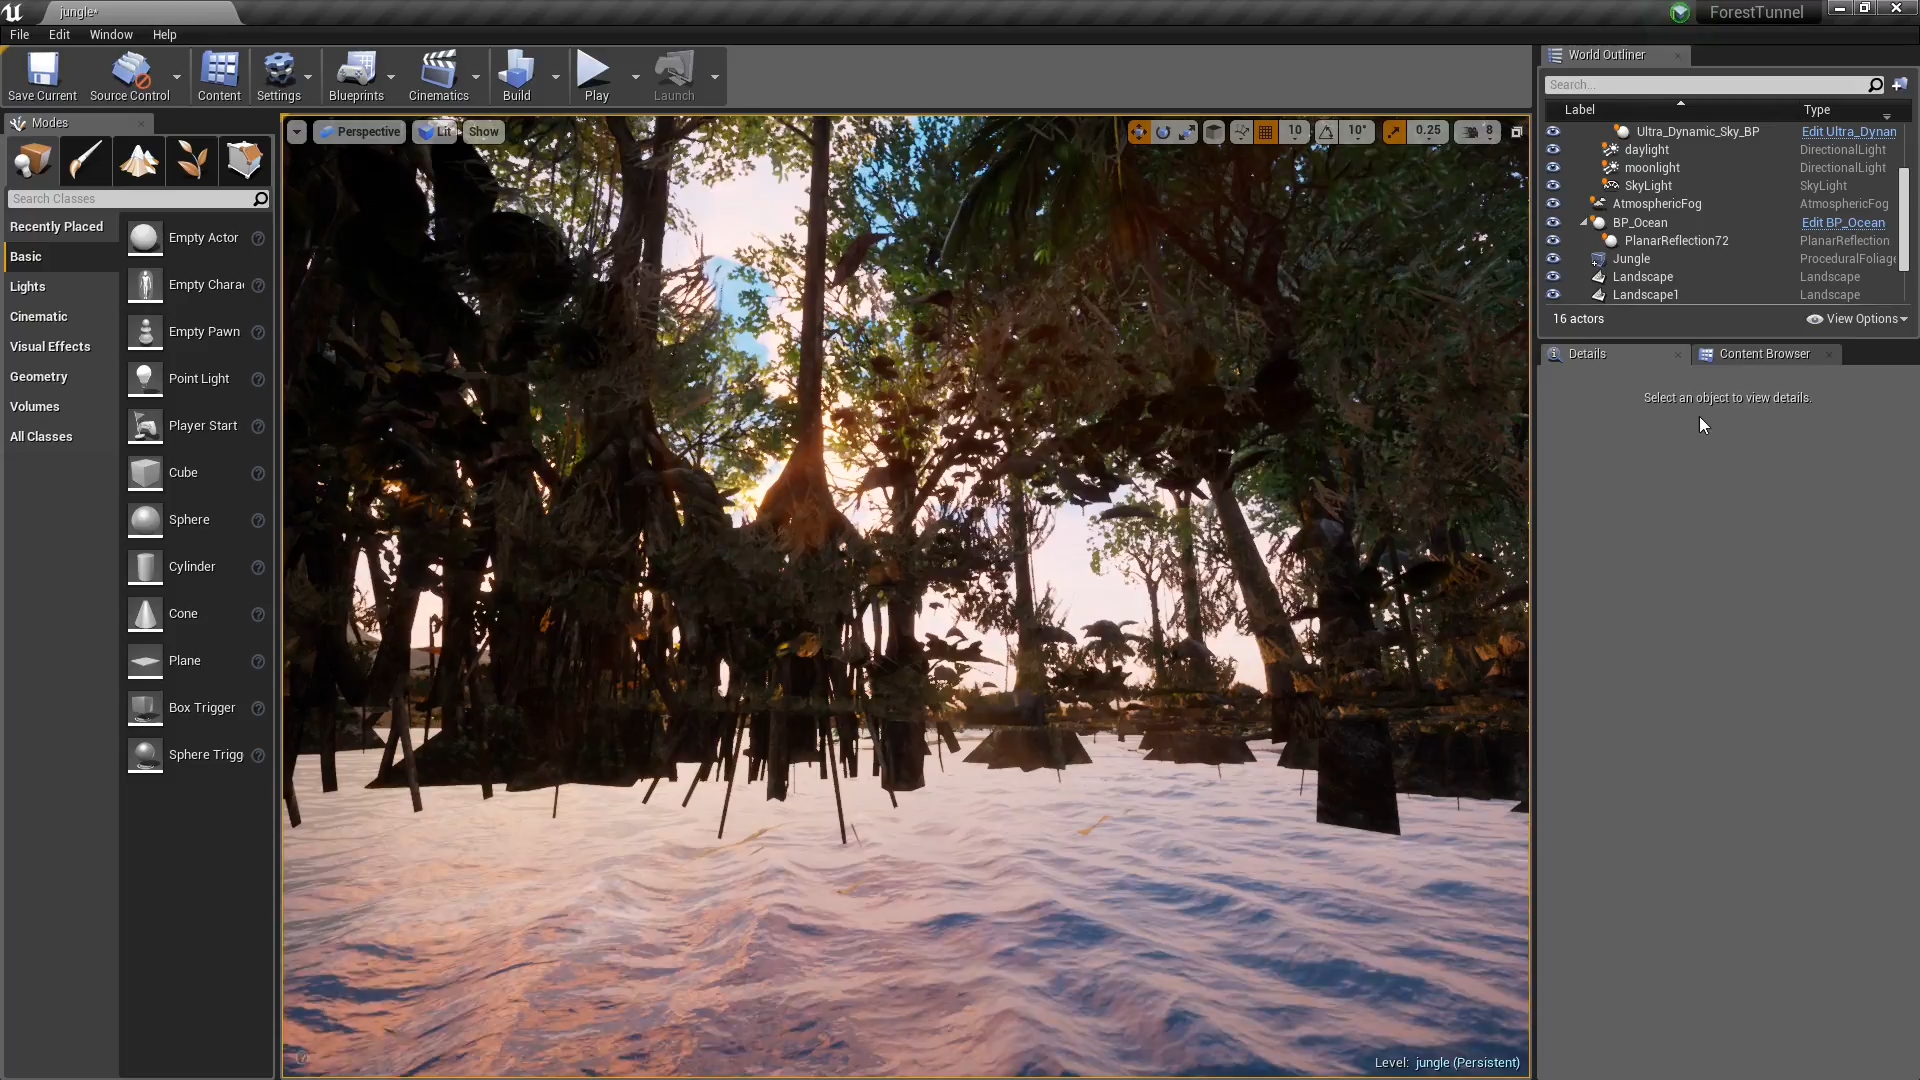 jungle*
ForestTunnel
File Edit Window Help
Save Current Source Control Content Settings Blueprints Cinematics Build Play Launch
Modes
Search Classes
Recently Placed
Basic
Lights
Cinematic
Visual Effects
Geometry
Volumes
All Classes
Empty Actor
Empty Chara
Empty Pawn
Point Light
Player Start
Cube
Sphere
Cylinder
Cone
Plane
Box Trigger
Sphere Trigg
Perspective Lit Show
10 10° 0.25 8
Level: jungle (Persistent)
World Outliner
Search...
Label Type
Ultra_Dynamic_Sky_BP Edit Ultra_Dynan
daylight DirectionalLight
moonlight DirectionalLight
SkyLight SkyLight
AtmosphericFog AtmosphericFog
BP_Ocean Edit BP_Ocean
PlanarReflection72 PlanarReflection
Jungle ProceduralFoliage
Landscape Landscape
Landscape1 Landscape
16 actors View Options
Details Content Browser
Select an object to view details.